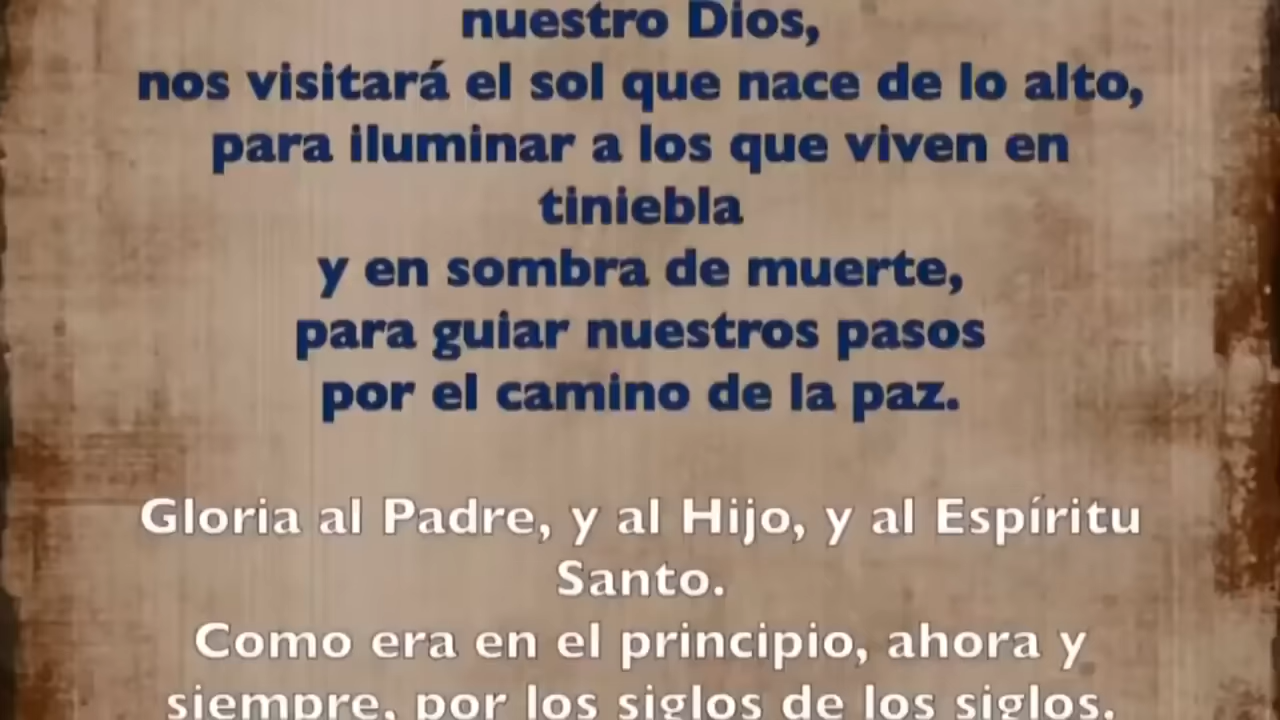 nuestro Dios,
nos visitará el sol que nace de lo alto,
para iluminar a los que viven en
tiniebla
y en sombra de muerte,
para guiar nuestros pasos
por el camino de la paz.
Gloria al Padre, y al Hijo, y al Espíritu
Santo.
Como era en el principio, ahora y
siempre, por los siglos de los siglos.